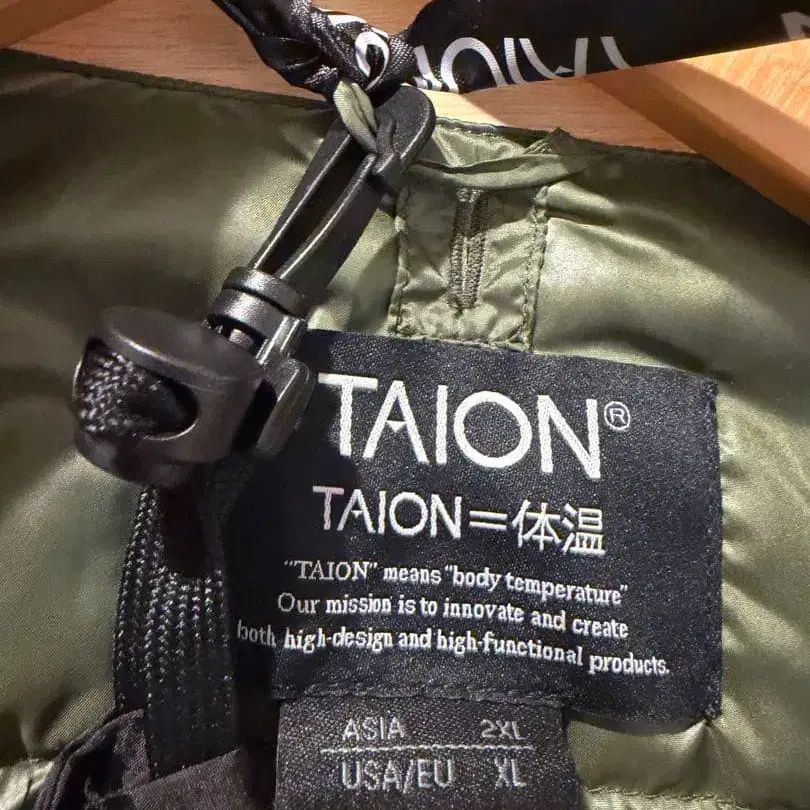 TAION
TAION®
TAION=体温
"TAION" means "body temperature"
Our mission is to innovate and create
both high-design and high-functional products.
ASIA 2XL
USA/EU XL